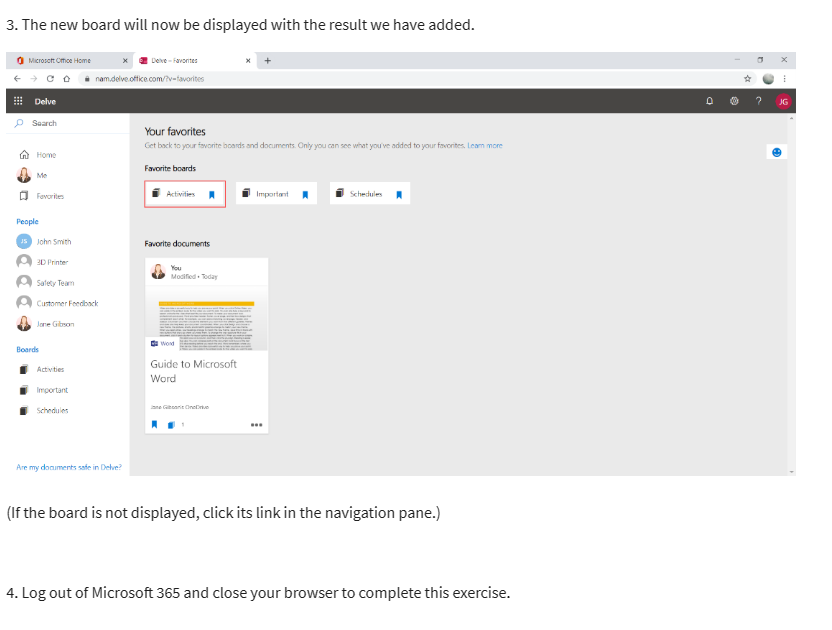 3. The new board will now be displayed with the result we have added.
Microsoft Office Home
Delve - Favorites
nam.delve.office.com/?v=favorites
Delve
JG
Search
Home
Me
Favorites
People
JS John Smith
3D Printer
Safety Team
Customer Feedback
Jane Gibson
Boards
Activities
Important
Schedules
Are my documents safe in Delve?
Your favorites
Get back to your favorite boards and documents. Only you can see what you've added to your favorites. Learn more
Favorite boards
Activities Important Schedules
Favorite documents
You
Modified • Today
Word
Guide to Microsoft
Word
Jane Gibson's OneDrive
1
(If the board is not displayed, click its link in the navigation pane.)
4. Log out of Microsoft 365 and close your browser to complete this exercise.